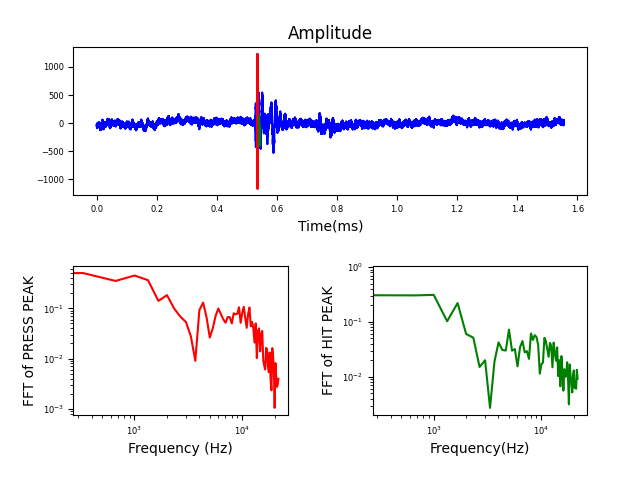 Amplitude
1000
500
0
−500
−1000
0.0 0.2 0.4 0.6 0.8 1.0 1.2 1.4 1.6
Time(ms)
FFT of PRESS PEAK
10⁻¹
10⁻²
10⁻³
10³ 10⁴
Frequency (Hz)
FFT of HIT PEAK
10⁰
10⁻¹
10⁻²
10³ 10⁴
Frequency(Hz)